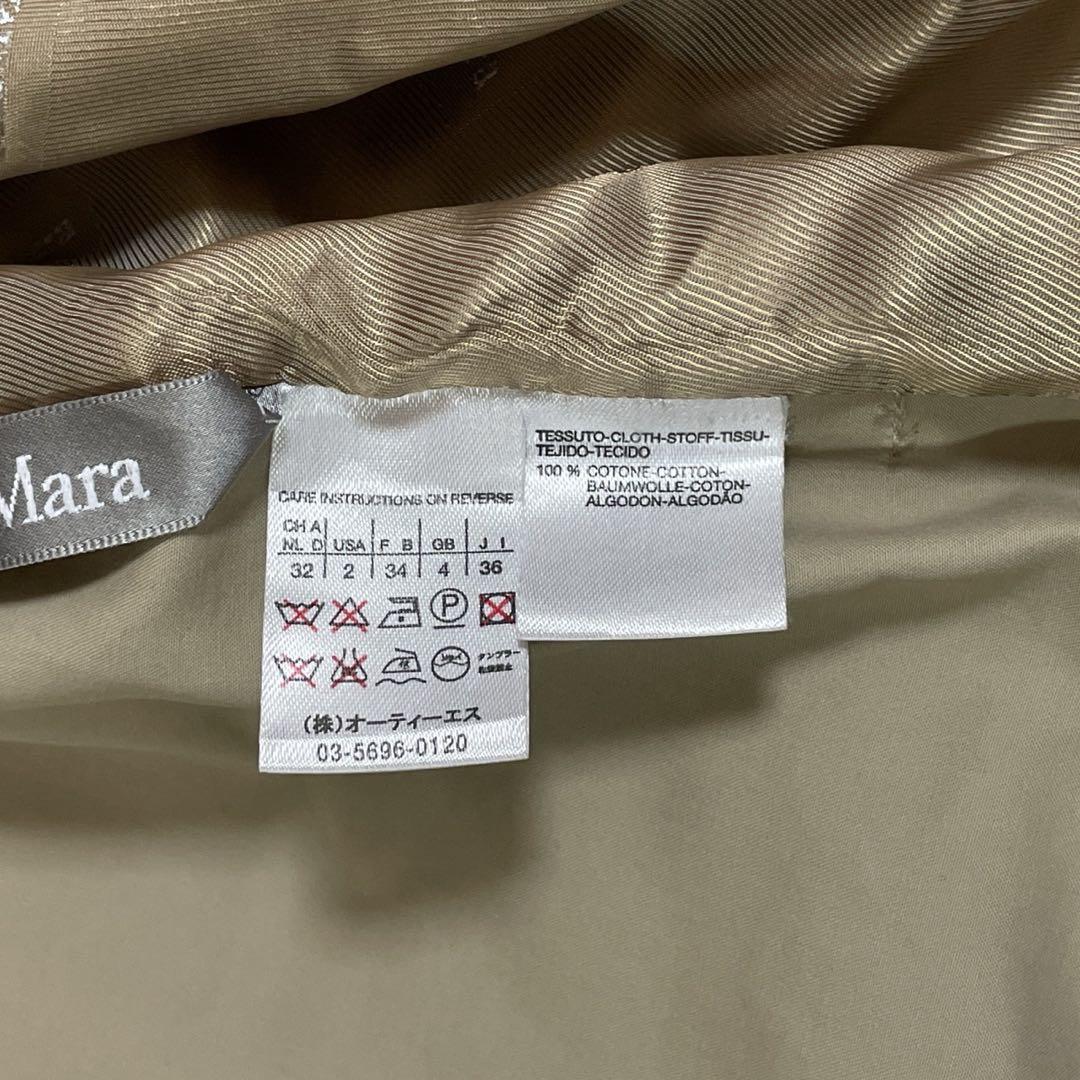 Mara
CARE INSTRUCTIONS ON REVERSE
CH A
NL D USA F B GB J I
32 2 34 4 36
P
タンブラー
乾燥禁止
(株)オーティーエス
03-5696-0120
TESSUTO-CLOTH-STOFF-TISSU-
TEJIDO-TECIDO
100 % COTONE-COTTON-
BAUMWOLLE-COTON-
ALGODON-ALGODÃO